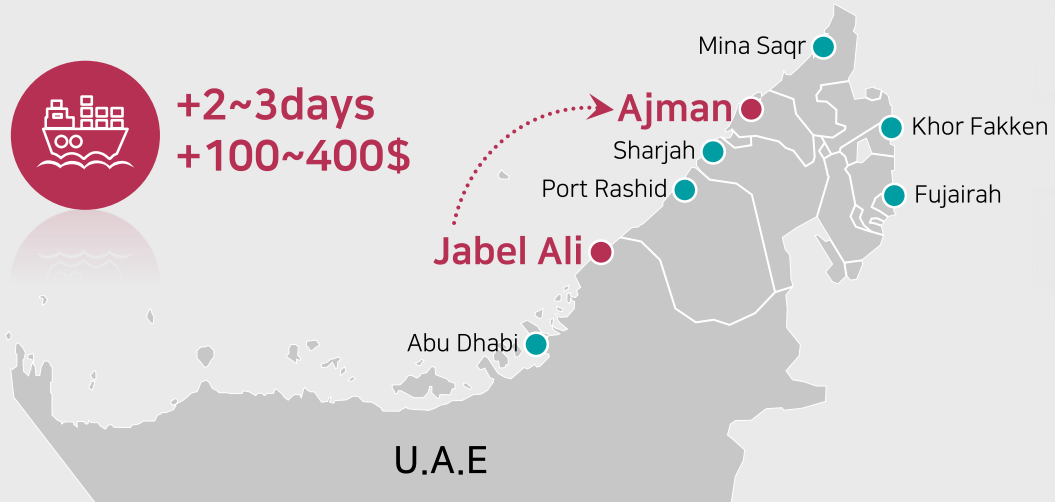 +2~3days
+100~400$
Mina Saqr
Ajman
Khor Fakken
Sharjah
Port Rashid
Fujairah
Jabel Ali
Abu Dhabi
U.A.E